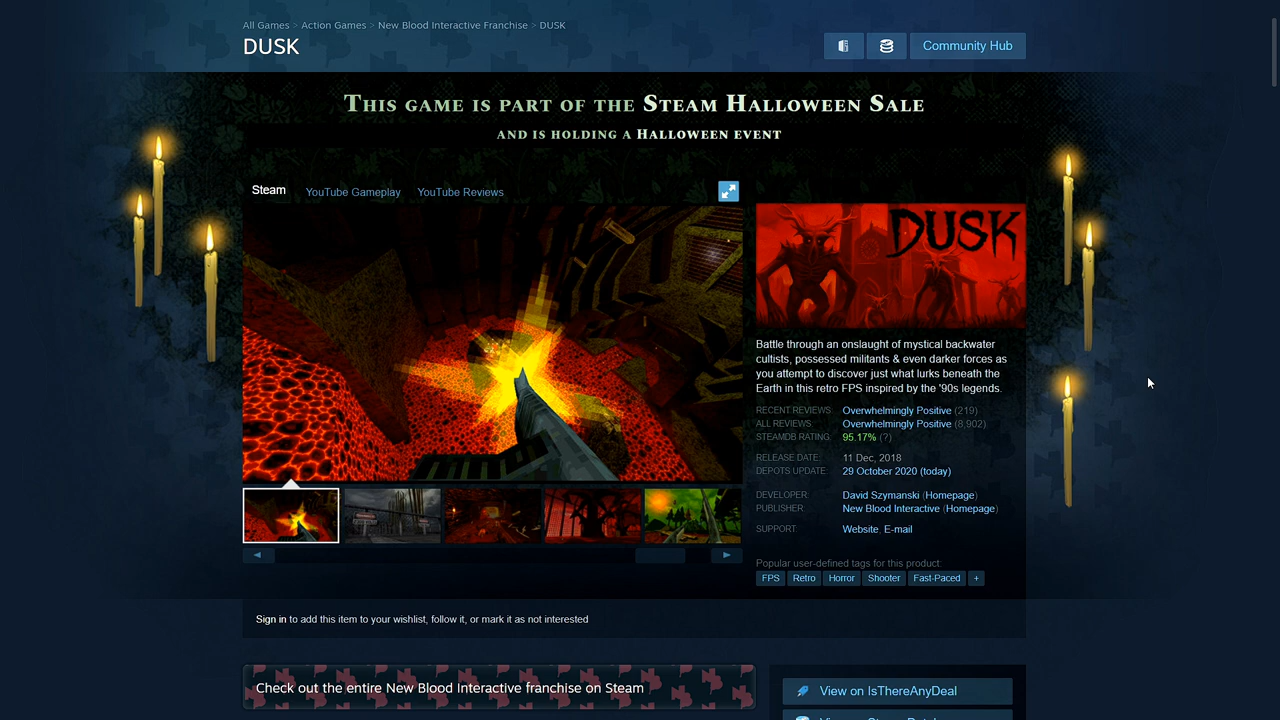 All Games > Action Games > New Blood Interactive Franchise > DUSK
DUSK
Community Hub
This game is part of the Steam Halloween Sale
and is holding a Halloween event
Steam
YouTube Gameplay
YouTube Reviews
DUSK
Battle through an onslaught of mystical backwater
cultists, possessed militants & even darker forces as
you attempt to discover just what lurks beneath the
Earth in this retro FPS inspired by the '90s legends.
RECENT REVIEWS: Overwhelmingly Positive (219)
ALL REVIEWS: Overwhelmingly Positive (8,902)
STEAMDB RATING: 95.17% (?)
RELEASE DATE: 11 Dec, 2018
DEPOTS UPDATE: 29 October 2020 (today)
DEVELOPER: David Szymanski (Homepage)
PUBLISHER: New Blood Interactive (Homepage)
SUPPORT: Website, E-mail
Popular user-defined tags for this product:
FPS Retro Horror Shooter Fast-Paced +
Sign in to add this item to your wishlist, follow it, or mark it as not interested
Check out the entire New Blood Interactive franchise on Steam
View on IsThereAnyDeal